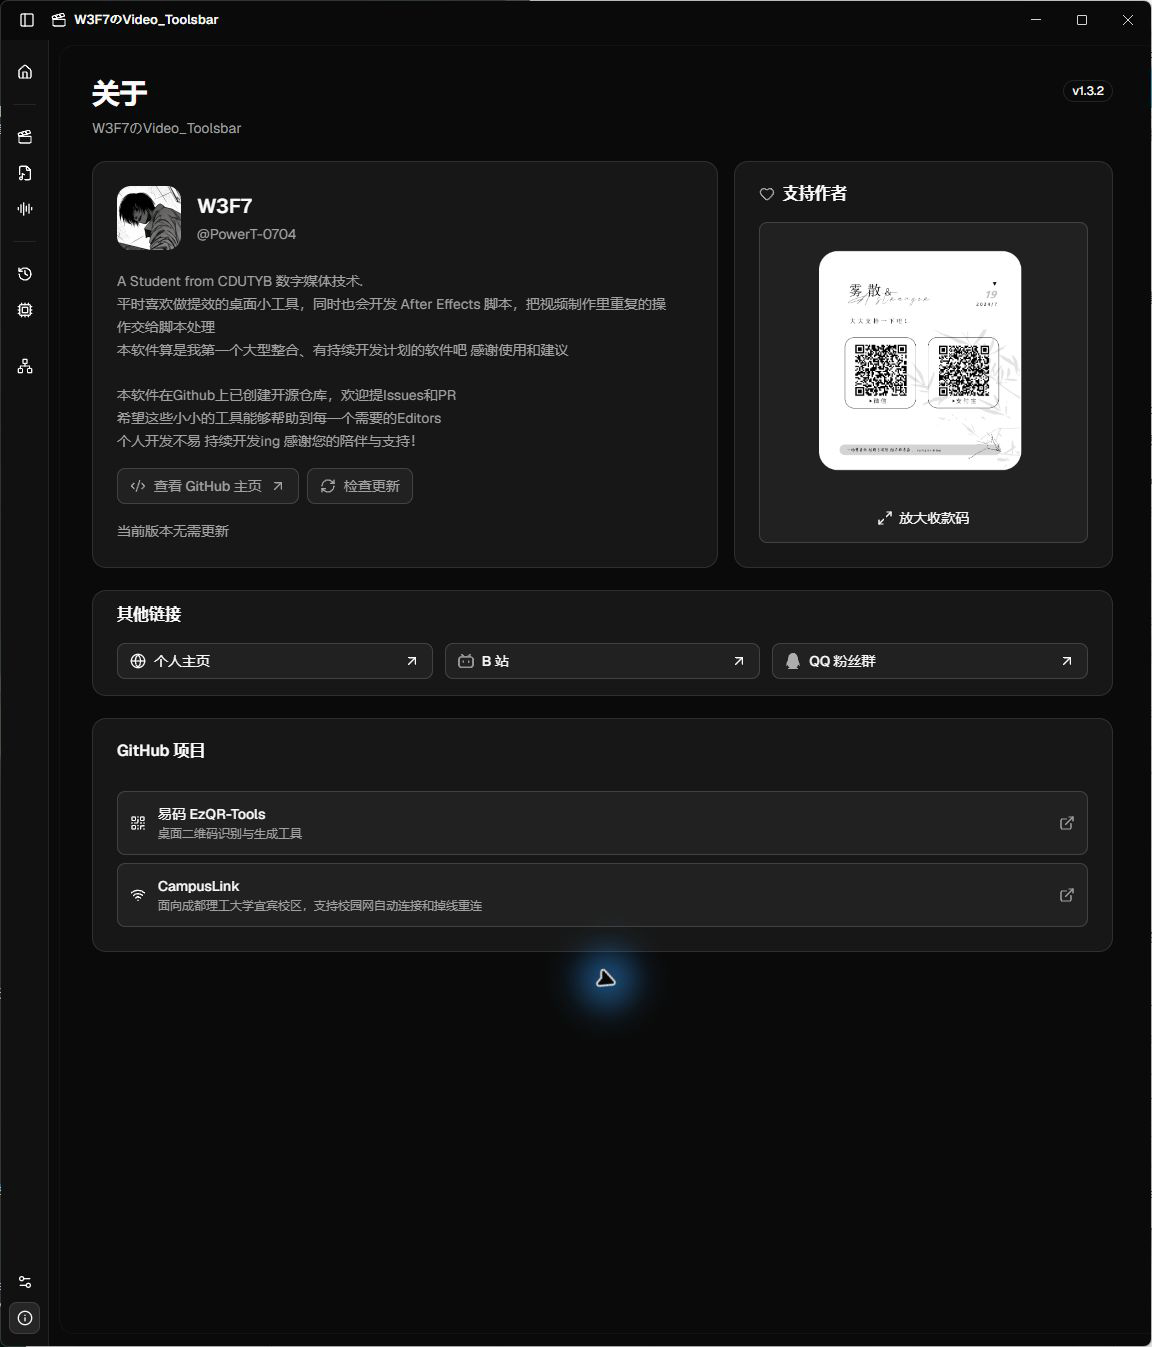 W3F7のVideo_Toolsbar
关于
v1.3.2
W3F7のVideo_Toolsbar
W3F7
@PowerT-0704
A Student from CDUTYB 数字媒体技术.
平时喜欢做提效的桌面小工具，同时也会开发 After Effects 脚本，把视频制作里重复的操
作交给脚本处理
本软件算是我第一个大型整合、有持续开发计划的软件吧 感谢使用和建议
本软件在Github上已创建开源仓库，欢迎提Issues和PR
希望这些小小的工具能够帮助到每一个需要的Editors
个人开发不易 持续开发ing 感谢您的陪伴与支持！
查看 GitHub 主页
检查更新
当前版本无需更新
支持作者
雾散&
19
大大支持一下吧!
微信
支付宝
放大收款码
其他链接
个人主页
B 站
QQ 粉丝群
GitHub 项目
易码 EzQR-Tools
桌面二维码识别与生成工具
CampusLink
面向成都理工大学宜宾校区，支持校园网自动连接和掉线重连